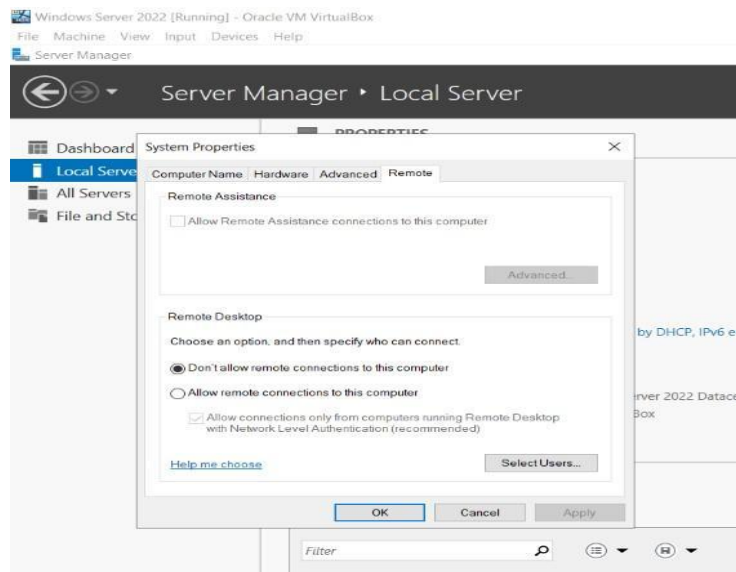 Windows Server 2022 [Running] - Oracle VM VirtualBox
File Machine View Input Devices Help
Server Manager
Server Manager • Local Server
PROPERTIES
Dashboard
Local Serve
All Servers
File and Sto
System Properties
Computer Name Hardware Advanced Remote
Remote Assistance
Allow Remote Assistance connections to this computer
Advanced...
Remote Desktop
Choose an option, and then specify who can connect.
Don't allow remote connections to this computer
Allow remote connections to this computer
Allow connections only from computers running Remote Desktop
with Network Level Authentication (recommended)
Help me choose
Select Users...
OK Cancel Apply
by DHCP, IPv6 e
rver 2022 Datace
Box
Filter